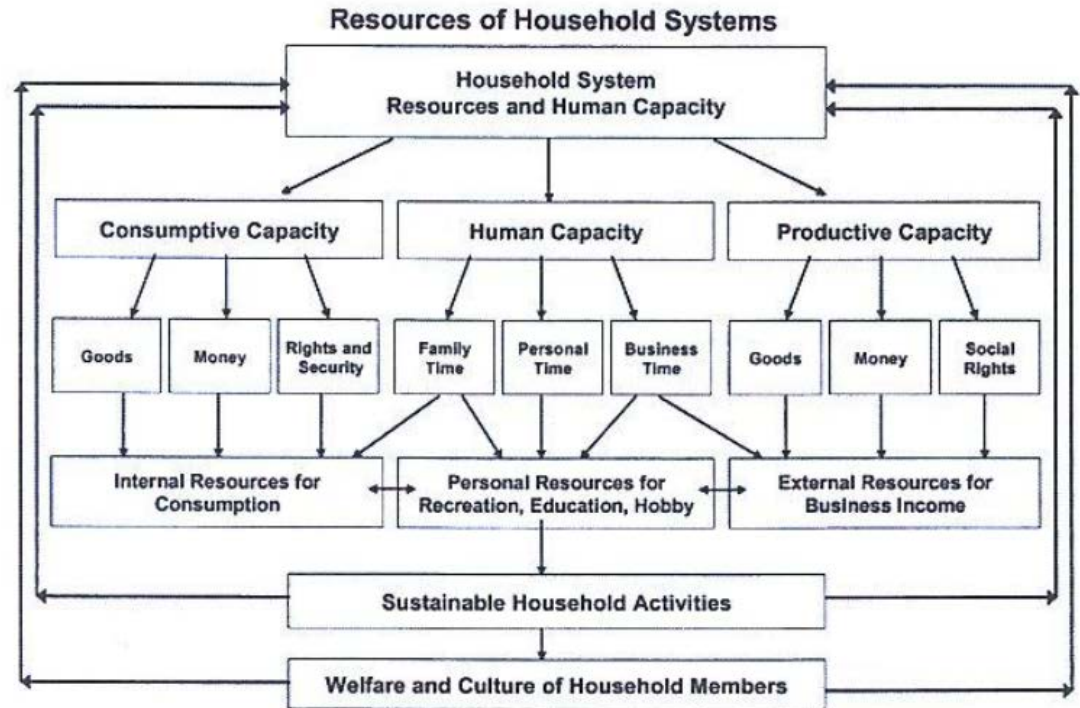 Resources of Household Systems
Household System
Resources and Human Capacity
Consumptive Capacity
Human Capacity
Productive Capacity
Goods
Money
Rights and
Security
Family
Time
Personal
Time
Business
Time
Goods
Money
Social
Rights
Internal Resources for
Consumption
Personal Resources for
Recreation, Education, Hobby
External Resources for
Business Income
Sustainable Household Activities
Welfare and Culture of Household Members